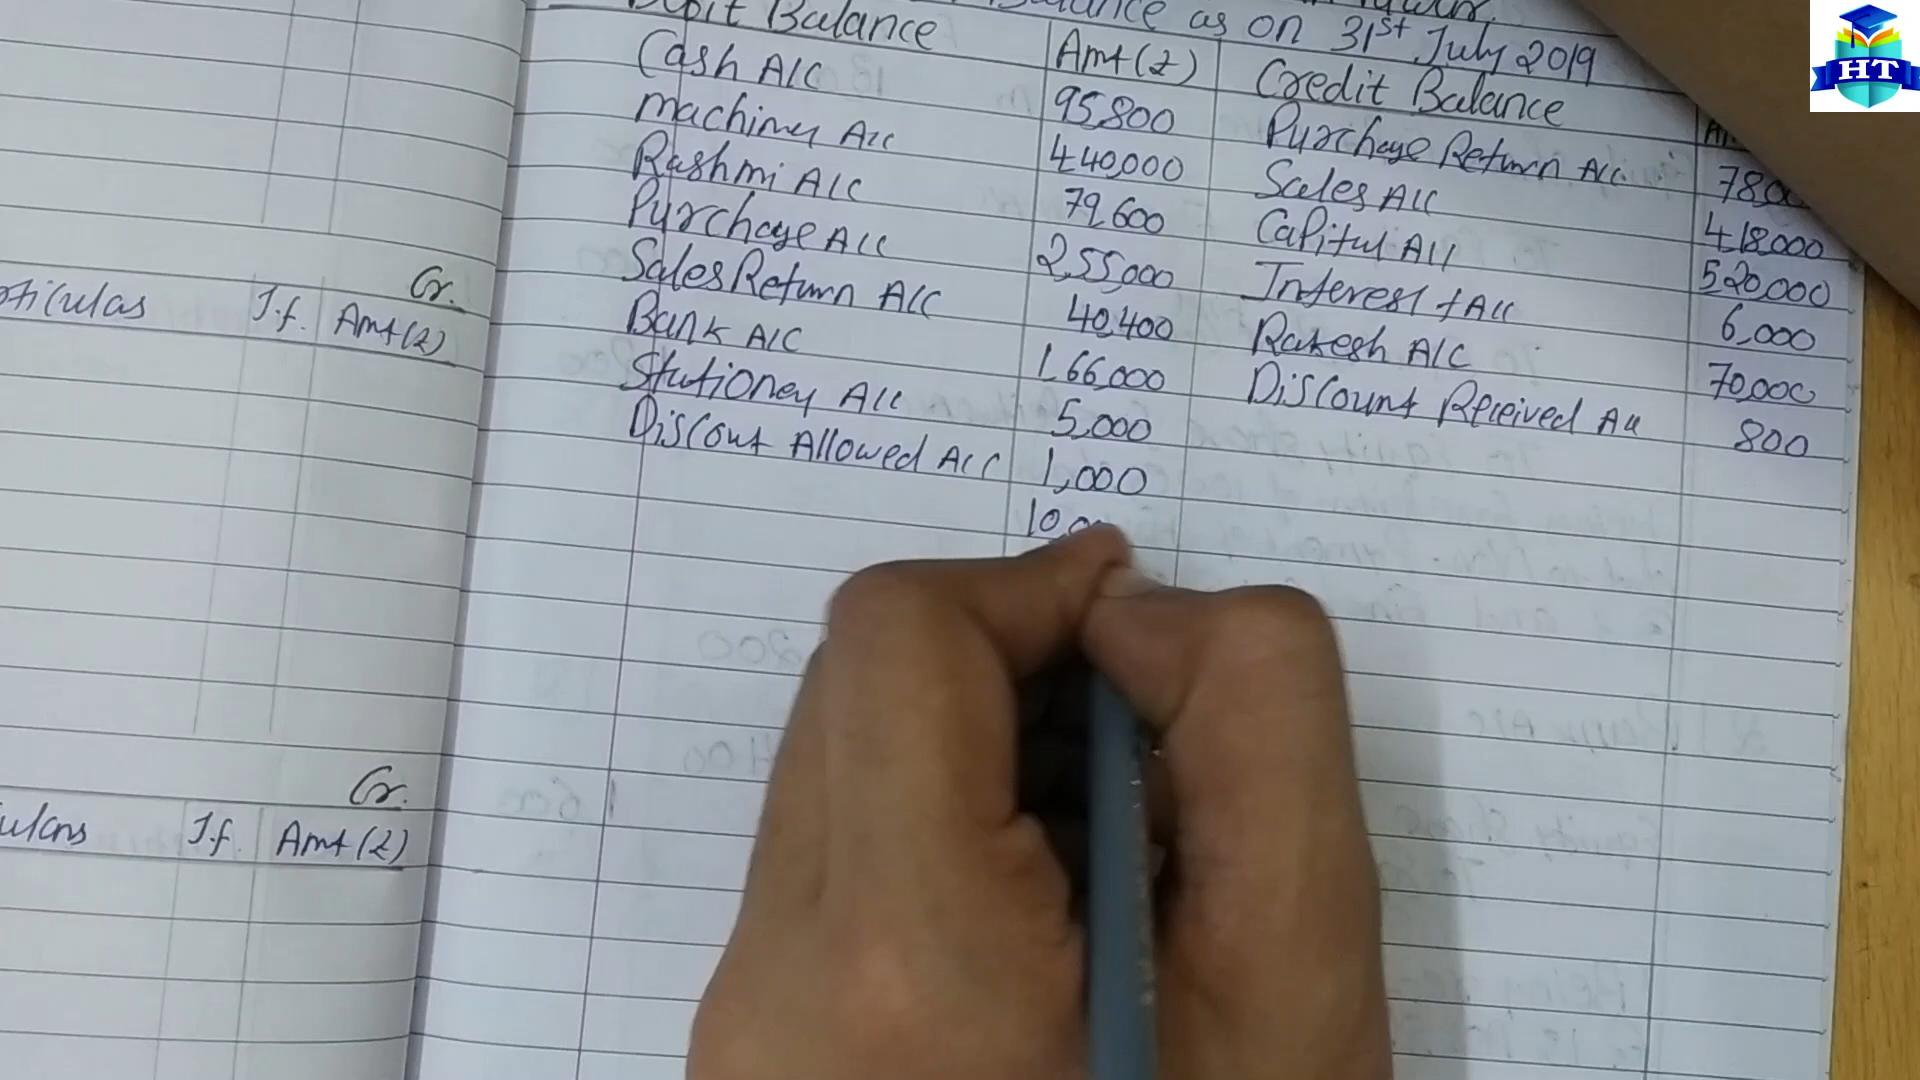 Balance as on 31st July 2019
Debit Balance Amt(₹) Credit Balance
Cash A/C 95,800 Purchase Return A/c
Machinery A/c 4,40,000 Sales A/c 4,18,000
Rashmi A/C 79,600 Capital A/c 5,20,000
Purchase A/c 2,55,000 Interest A/c 6,000
Sales Return A/C 40,400 Rakesh A/C 70,000
Bank A/C 1,66,000 Discount Received A/c 800
Stationey A/c 5,000
Discout Allowed A/C 1,000
Cr.
J.f. Amt(₹)
Cr.
J.f. Amt(₹)
HT